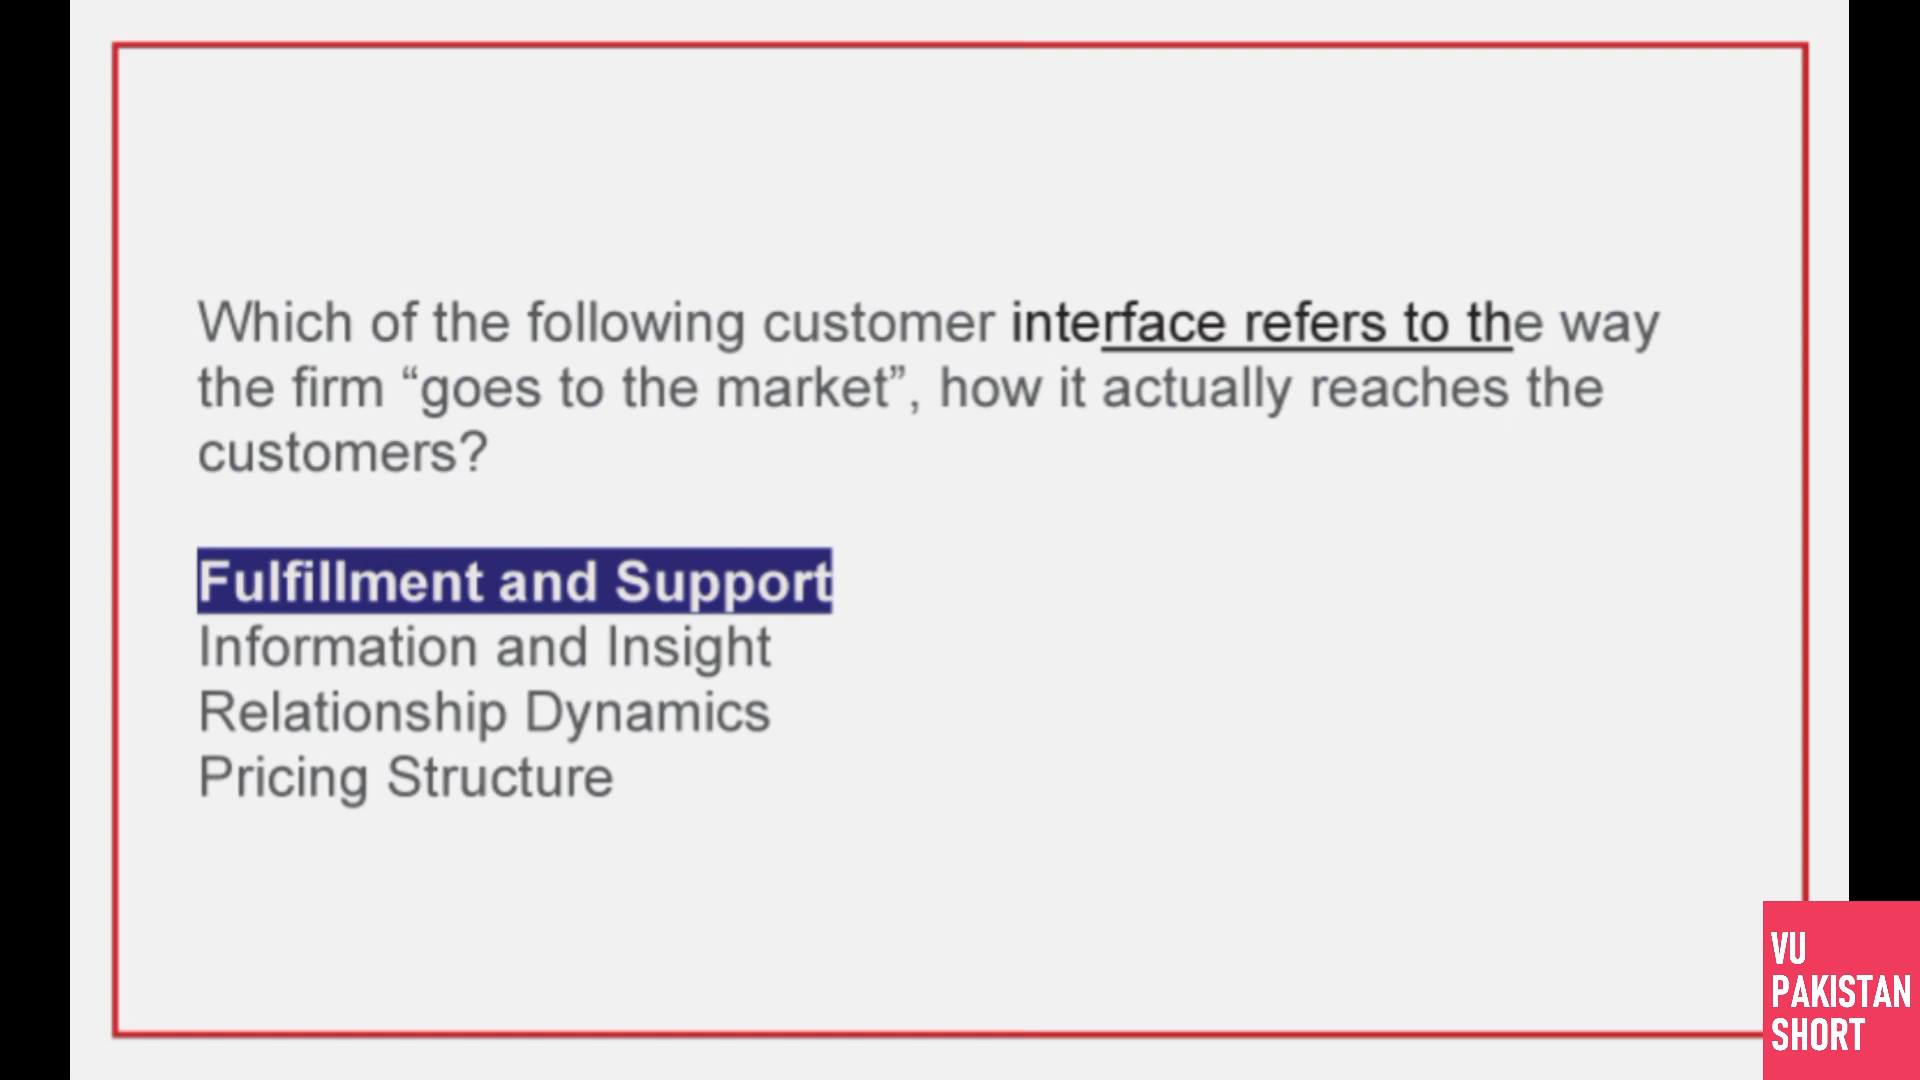 Which of the following customer interface refers to the way
the firm “goes to the market”, how it actually reaches the
customers?
Fulfillment and Support
Information and Insight
Relationship Dynamics
Pricing Structure
VU
PAKISTAN
SHORT